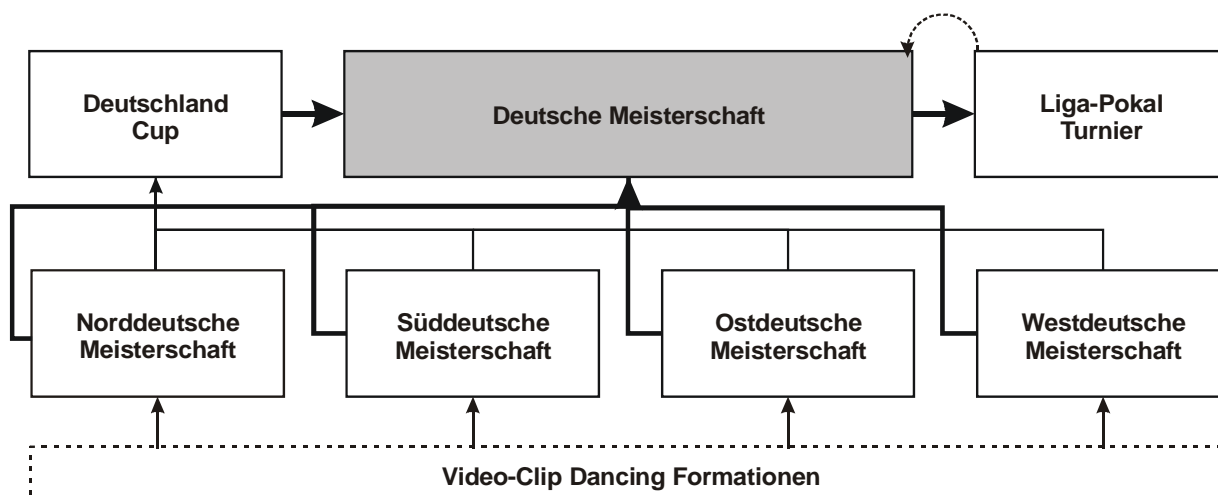 Deutschland
Cup
Deutsche Meisterschaft
Liga-Pokal
Turnier
Norddeutsche
Meisterschaft
Süddeutsche
Meisterschaft
Ostdeutsche
Meisterschaft
Westdeutsche
Meisterschaft
Video-Clip Dancing Formationen